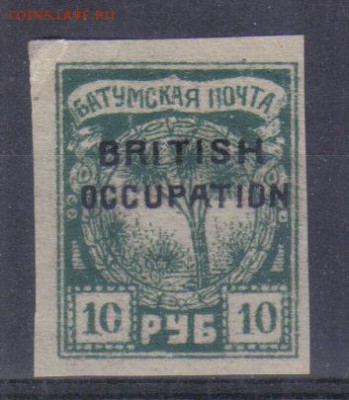 COINS.LAVE.RU
БАТУМСКАЯ ПОЧТА
BRITISH
OCCUPATION
10 РУБ 10